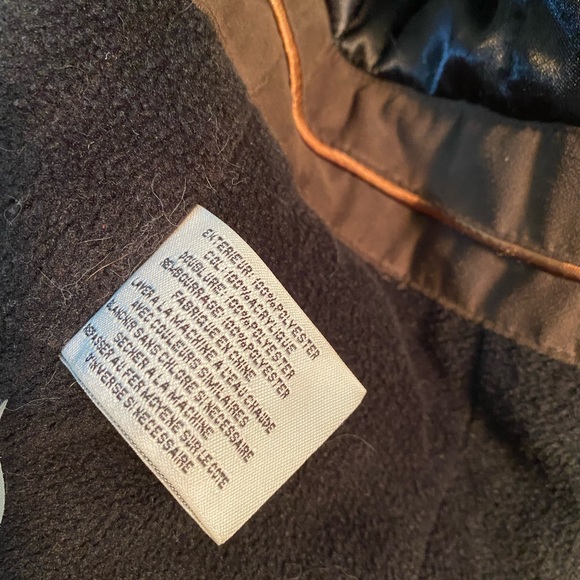 EXTERIEUR: 100%POLYESTER
COL: 100%ACRYLIQUE
DOUBLURE: 100%POLYESTER
REMBOURRAGE: 100%POLYESTER
FABRIQUE EN CHINE.
LAVER A LA MACHINE A L'EAU CHAUDE
AVEC COULEURS SIMILAIRES
BLANCHIR SANS CHLORE SI NECESSAIRE
SECHER A LA MACHINE.
REPASSER AU FER MOYENNE SUR LE COTE
D'INVERSE SI NECESSAIRE